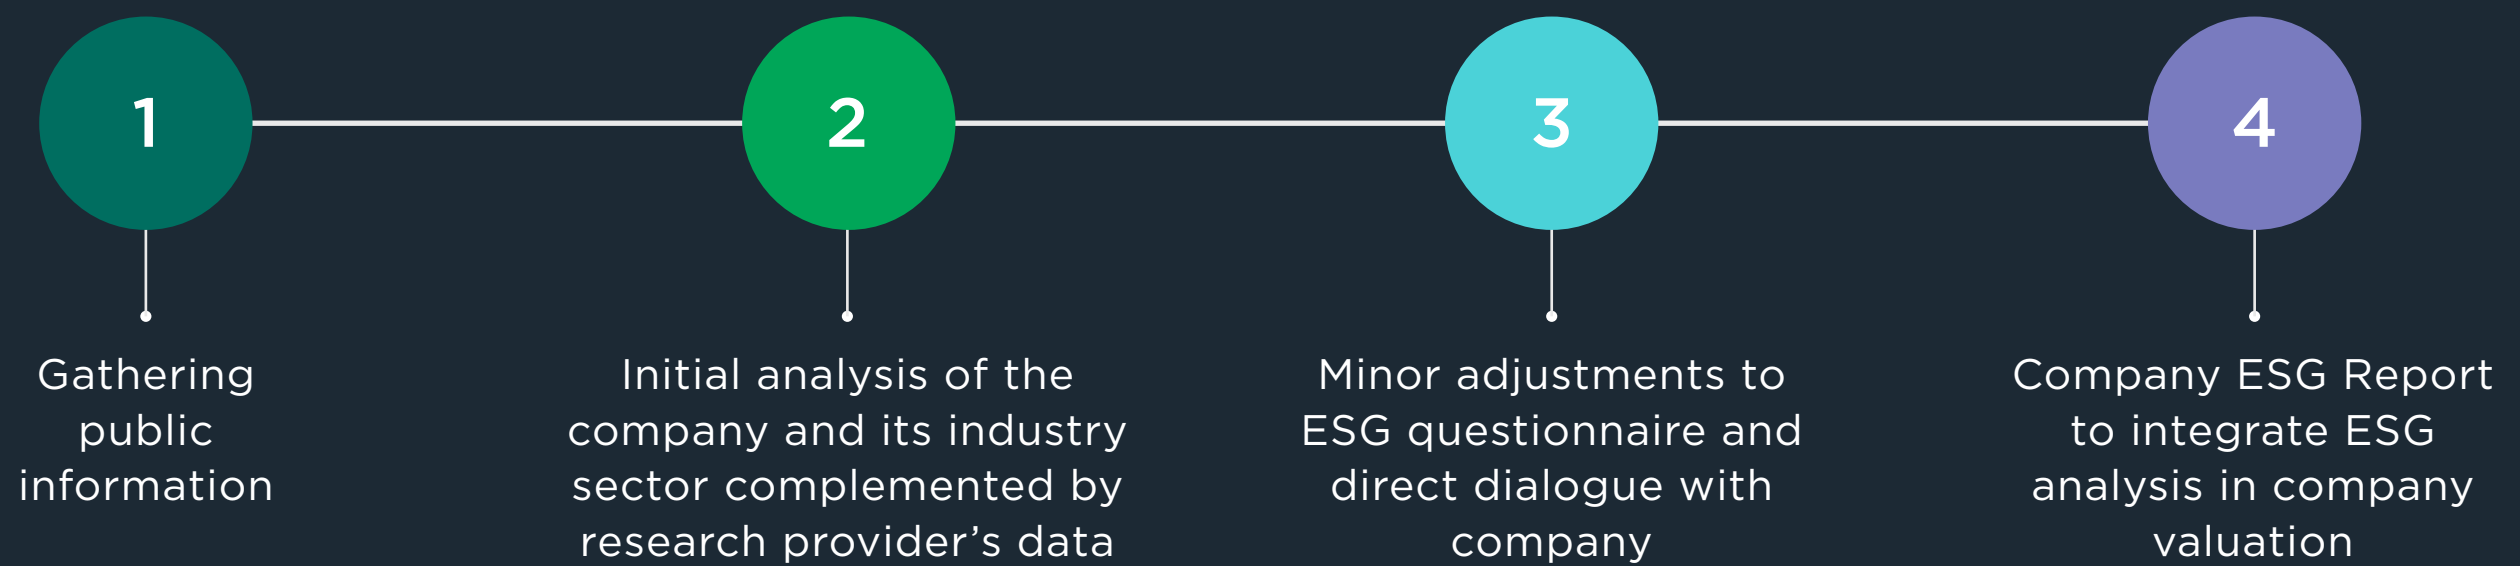 1
2
3
4
Gathering
public
information
Initial analysis of the
company and its industry
sector complemented by
research provider’s data
Minor adjustments to
ESG questionnaire and
direct dialogue with
company
Company ESG Report
to integrate ESG
analysis in company
valuation